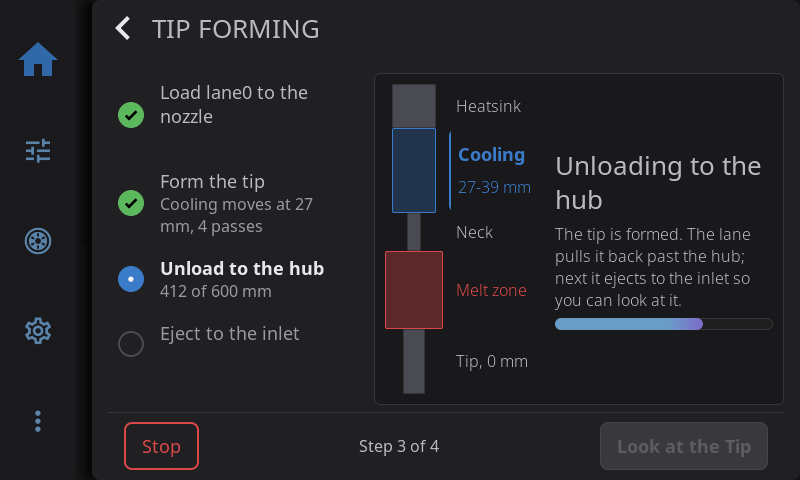 TIP FORMING
Load lane0 to the
nozzle
Form the tip
Cooling moves at 27
mm, 4 passes
Unload to the hub
412 of 600 mm
Eject to the inlet
Heatsink
Cooling
27-39 mm
Neck
Melt zone
Tip, 0 mm
Unloading to the
hub
The tip is formed. The lane
pulls it back past the hub;
next it ejects to the inlet so
you can look at it.
Stop
Step 3 of 4
Look at the Tip